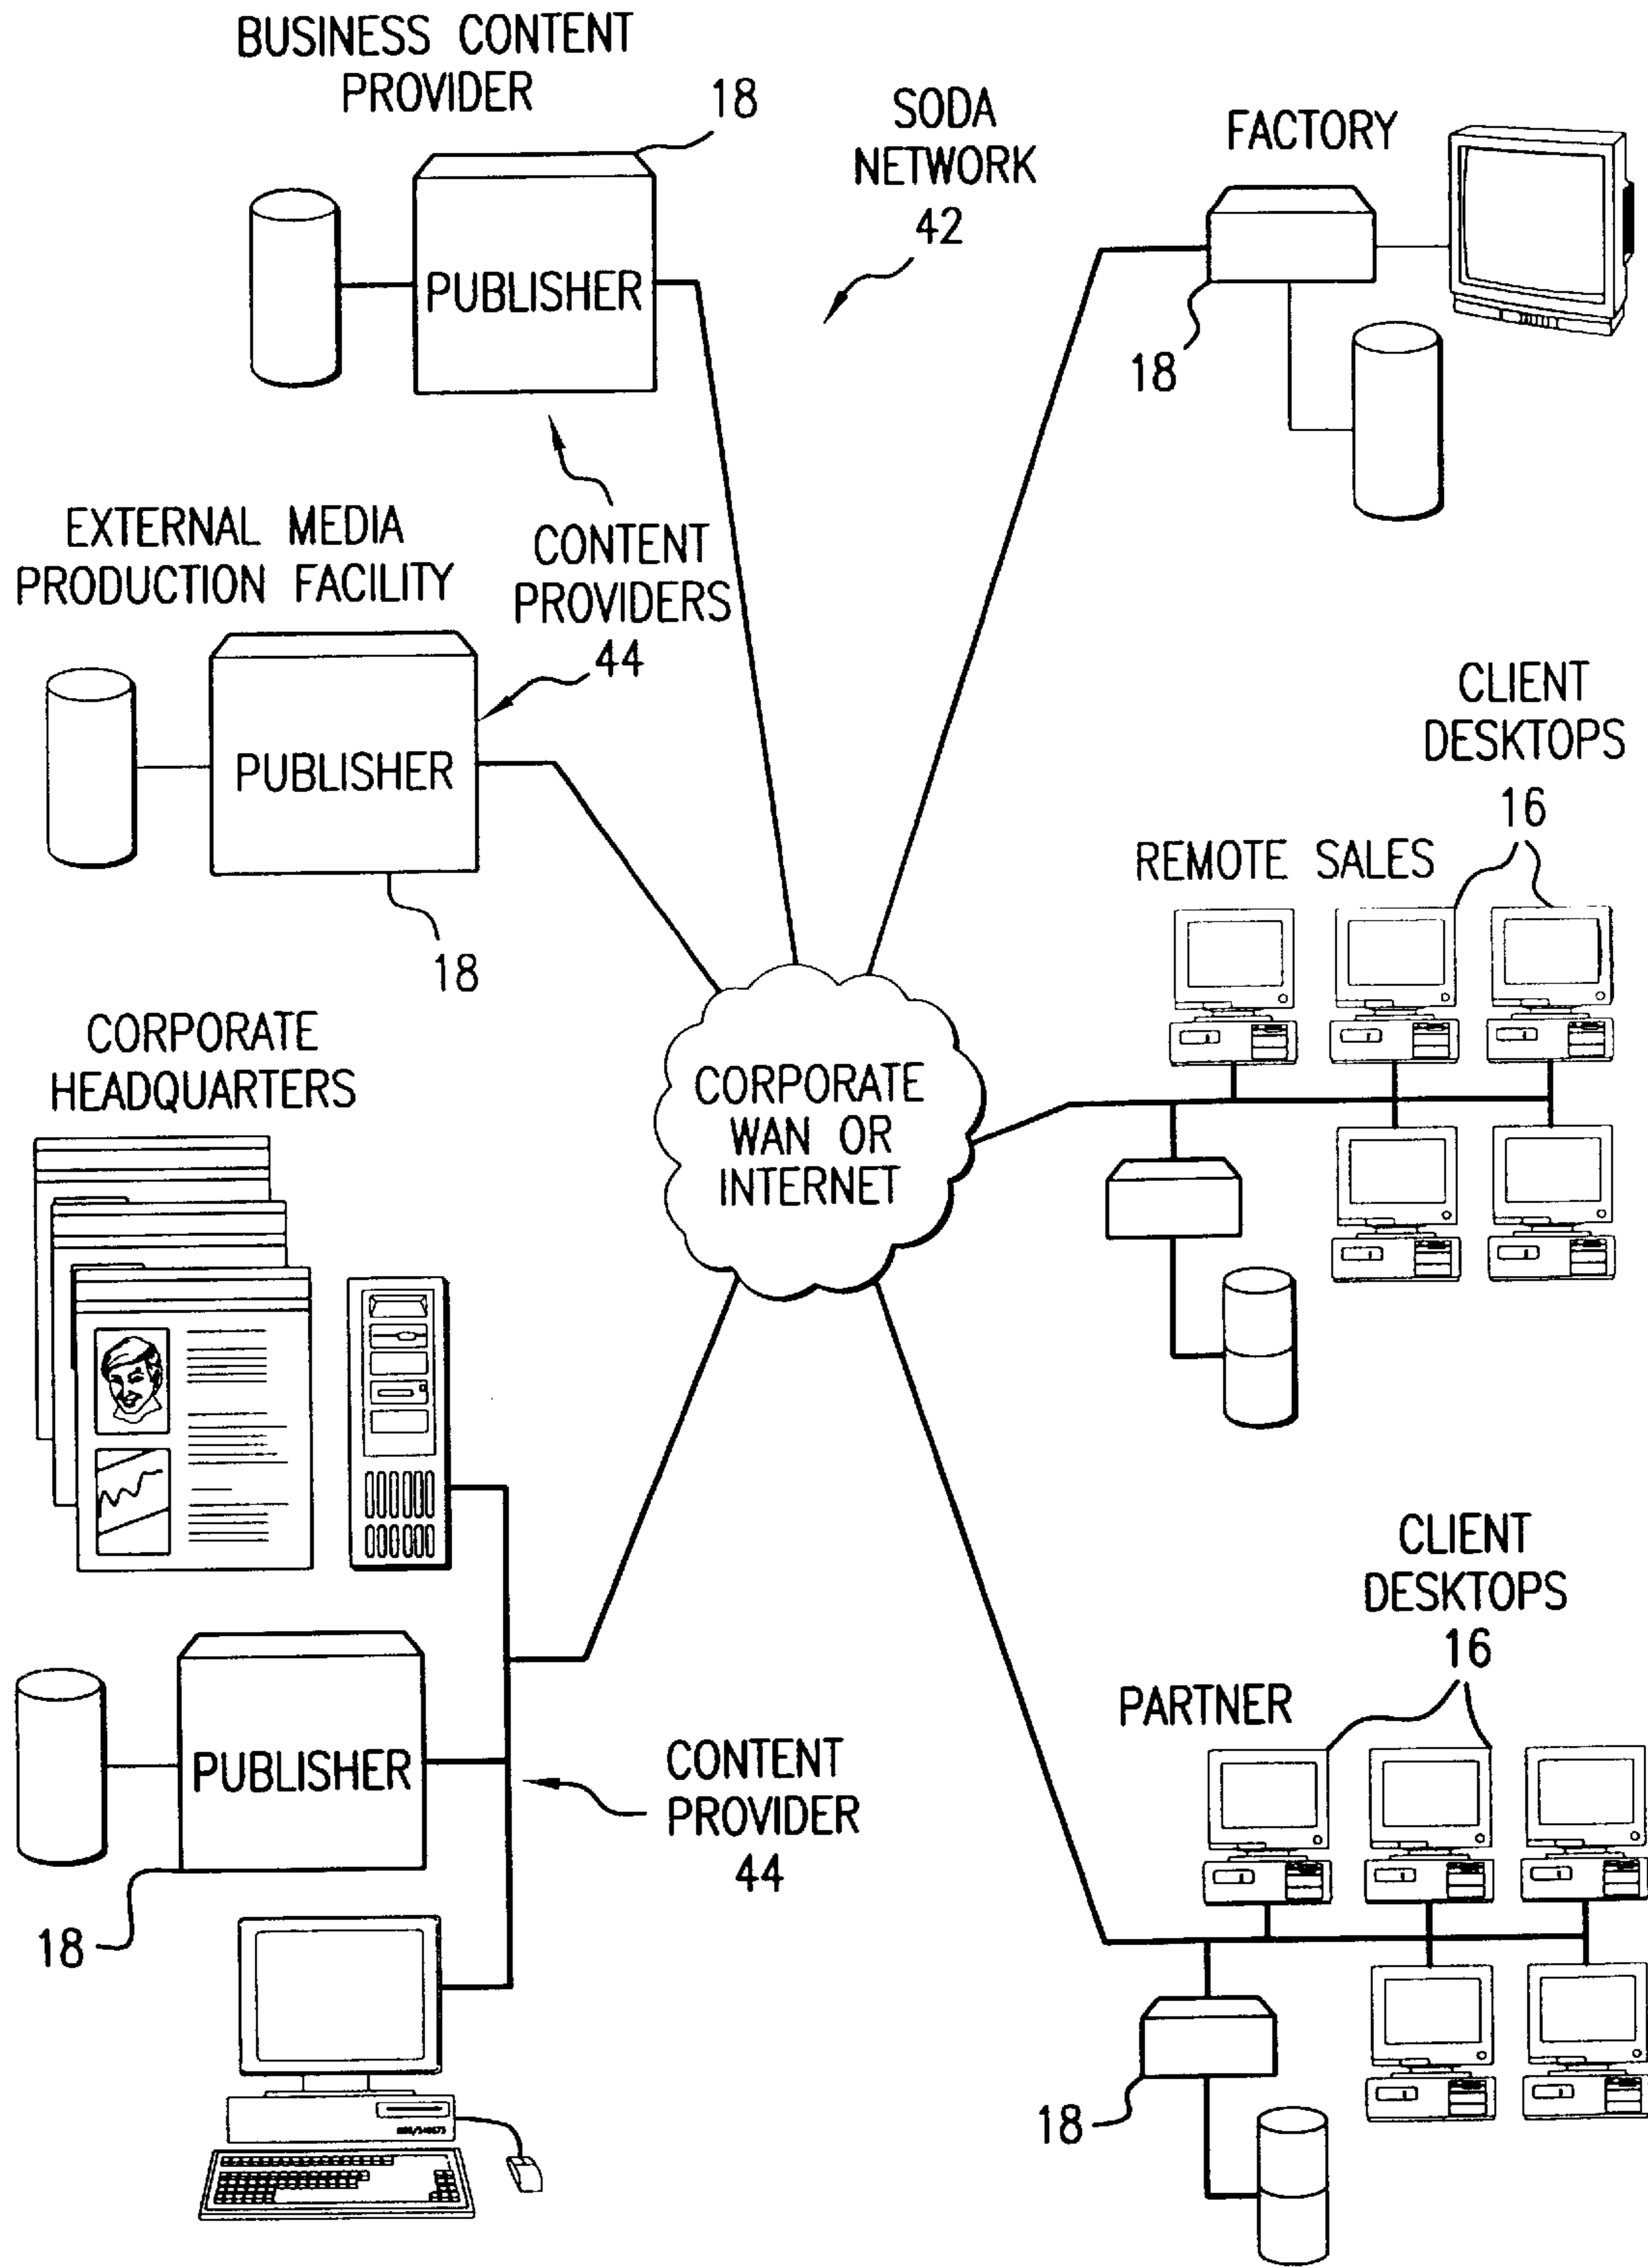 BUSINESS CONTENT
PROVIDER
18
PUBLISHER
SODA
NETWORK
42
FACTORY
18
EXTERNAL MEDIA
PRODUCTION FACILITY
CONTENT
PROVIDERS
44
PUBLISHER
18
CLIENT
DESKTOPS
16
REMOTE SALES
CORPORATE
HEADQUARTERS
CORPORATE
WAN OR
INTERNET
CLIENT
DESKTOPS
16
PARTNER
PUBLISHER
CONTENT
PROVIDER
44
18
18